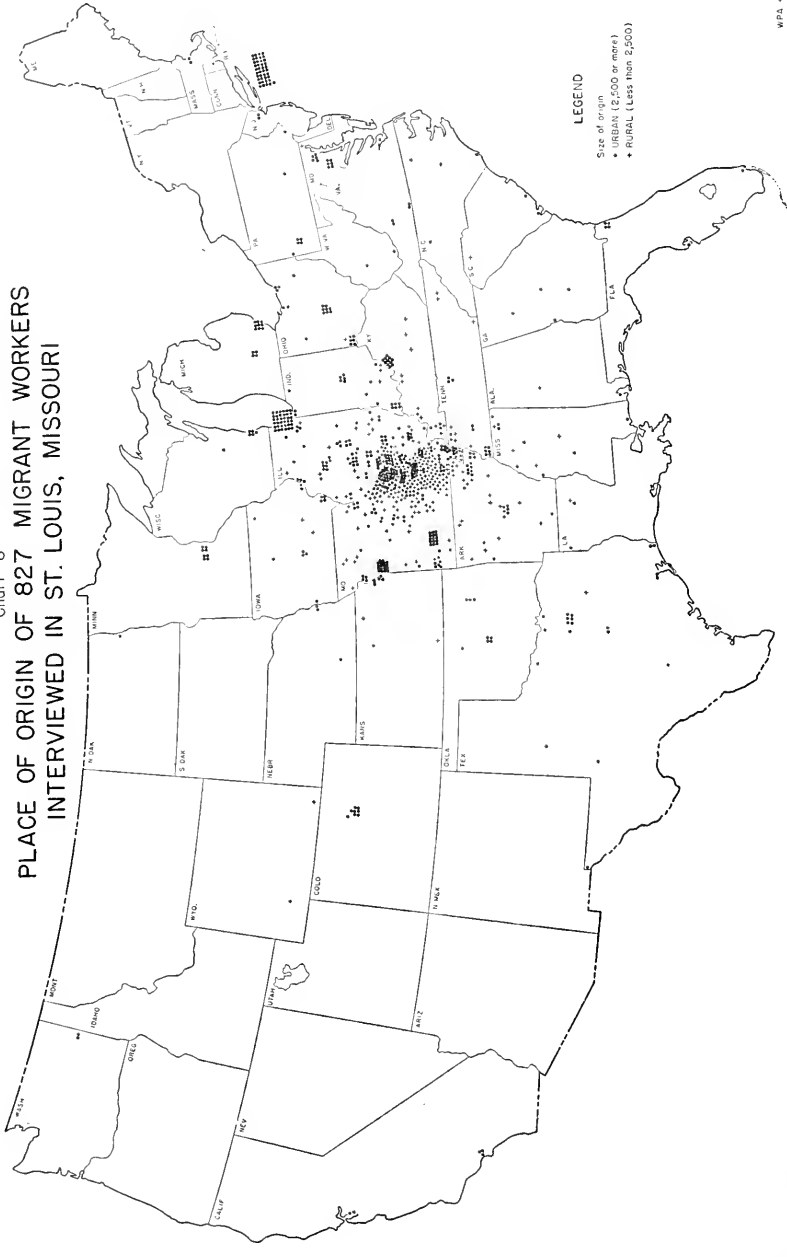 PLACE OF ORIGIN OF 827 MIGRANT WORKERS
INTERVIEWED IN ST. LOUIS, MISSOURI
WASH
MONT
N DAK
MINN
ME
OREG
IDAHO
S DAK
WISC
MICH
N Y
VT
N H
MASS
CONN
R I
WYO.
NEBR
IOWA
ILL
IND.
OHIO
PA
N J
CALIF
NEV
UTAH
COLO
KANS
MO
KY
W VA
VA.
MD
DEL
ARIZ
N MEX
OKLA
TEX
ARK
TENN
N C
S C
LA
MISS
ALA.
GA
FLA
LEGEND
Size of origin
• URBAN (2,500 or more)
+ RURAL (Less than 2,500)
WPA